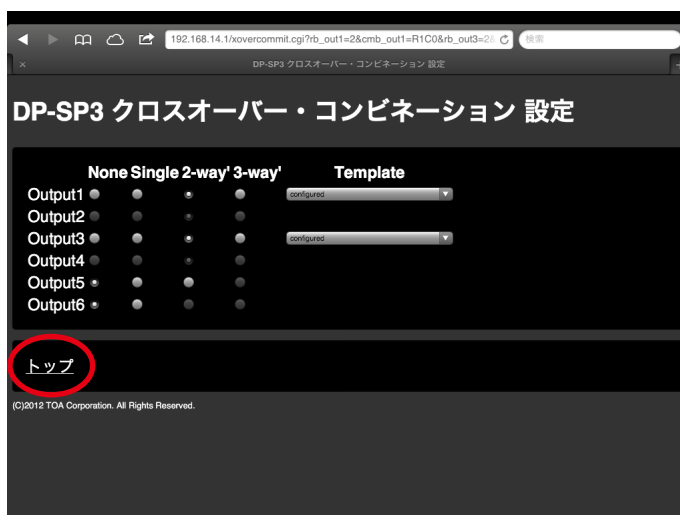 192.168.14.1/xovercommit.cgi?rb_out1=2&cmb_out1=R1C0&rb_out3=2&
検索
DP-SP3 クロスオーバー・コンビネーション 設定
DP-SP3 クロスオーバー・コンビネーション 設定
None Single 2-way' 3-way' Template
Output1 configured
Output2
Output3 configured
Output4
Output5
Output6
トップ
(C)2012 TOA Corporation. All Rights Reserved.